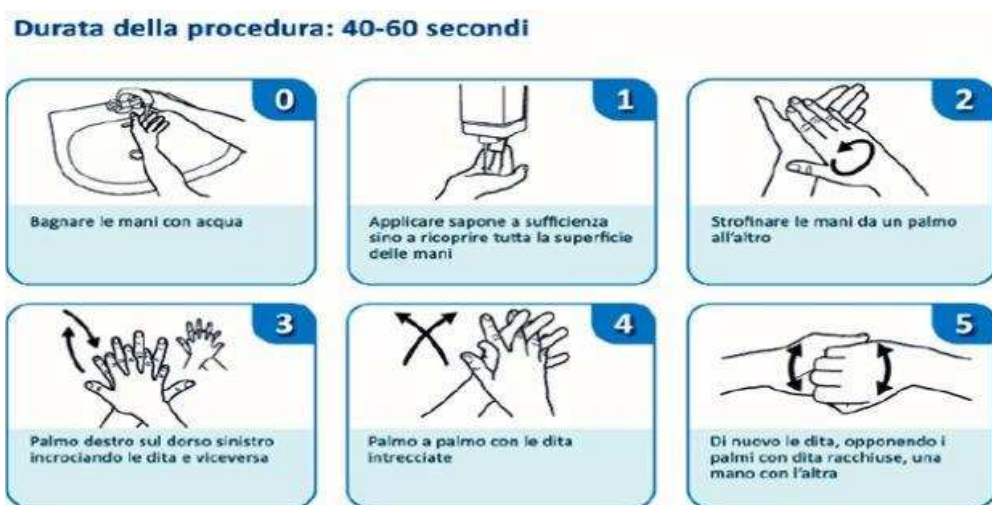 Durata della procedura: 40-60 secondi
0
Bagnare le mani con acqua
1
Applicare sapone a sufficienza
sino a ricoprire tutta la superficie
delle mani
2
Strofinare le mani da un palmo
all'altro
3
Palmo destro sul dorso sinistro
incrociando le dita e viceversa
4
Palmo a palmo con le dita
intrecciate
5
Di nuovo le dita, opponendo i
palmi con dita racchiuse, una
mano con l'altra